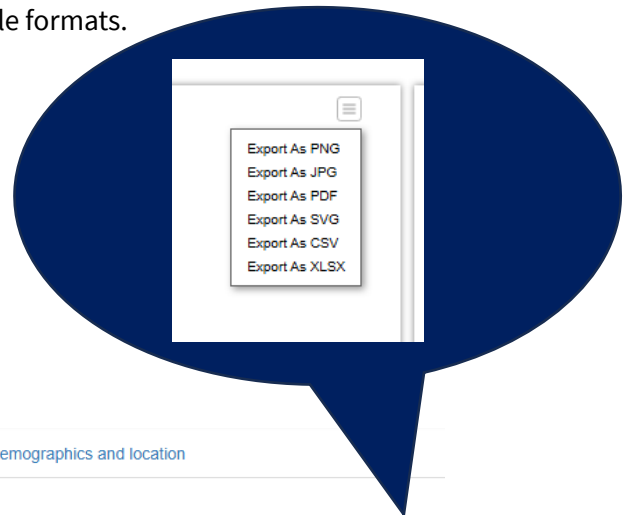 le formats.
Export As PNG
Export As JPG
Export As PDF
Export As SVG
Export As CSV
Export As XLSX
emographics and location